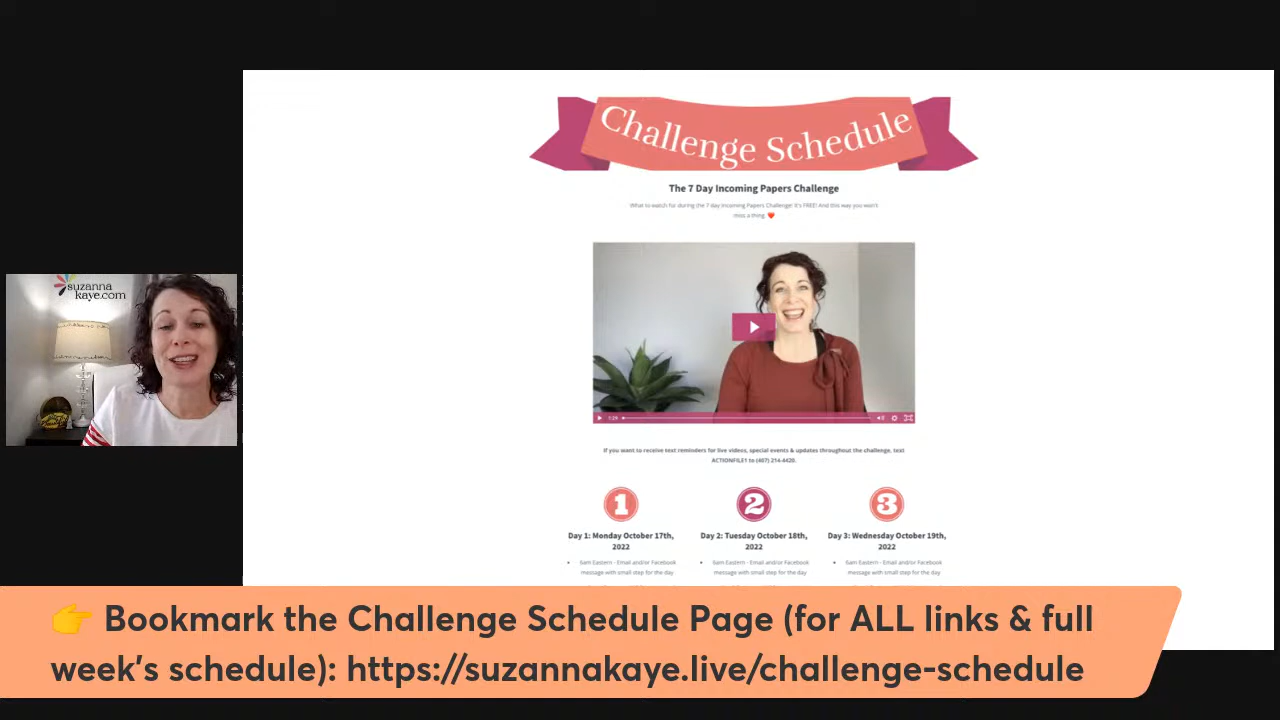 Challenge Schedule
The 7 Day Incoming Papers Challenge
What to watch for during the 7 day Incoming Papers Challenge! It's FREE! And this way you won't
miss a thing ❤️
suzanna
kaye.com
1:24
If you want to receive text reminders for live videos, special events & updates throughout the challenge, text
ACTIONFILE1 to (407) 214-4420.
1 2 3
Day 1: Monday October 17th,
2022
Day 2: Tuesday October 18th,
2022
Day 3: Wednesday October 19th,
2022
• 6am Eastern - Email and/or Facebook
message with small step for the day
• 6am Eastern - Email and/or Facebook
message with small step for the day
• 6am Eastern - Email and/or Facebook
message with small step for the day
👉 Bookmark the Challenge Schedule Page (for ALL links & full
week's schedule): https://suzannakaye.live/challenge-schedule